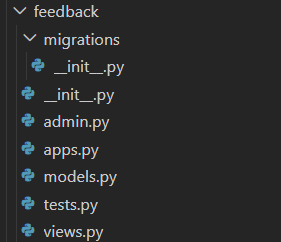 feedback
migrations
__init__.py
__init__.py
admin.py
apps.py
models.py
tests.py
views.py